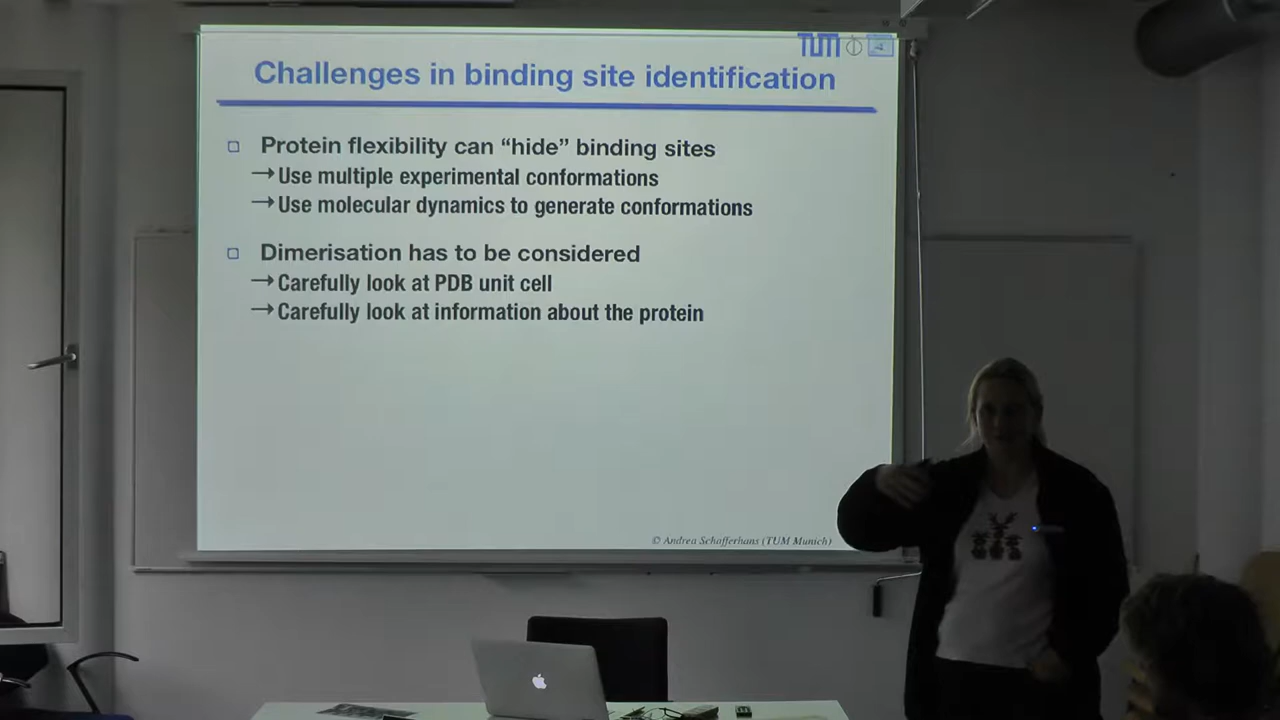 TUM
Challenges in binding site identification
Protein flexibility can “hide” binding sites
→Use multiple experimental conformations
→Use molecular dynamics to generate conformations
Dimerisation has to be considered
→Carefully look at PDB unit cell
→Carefully look at information about the protein
© Andrea Schafferhans (TUM Munich)